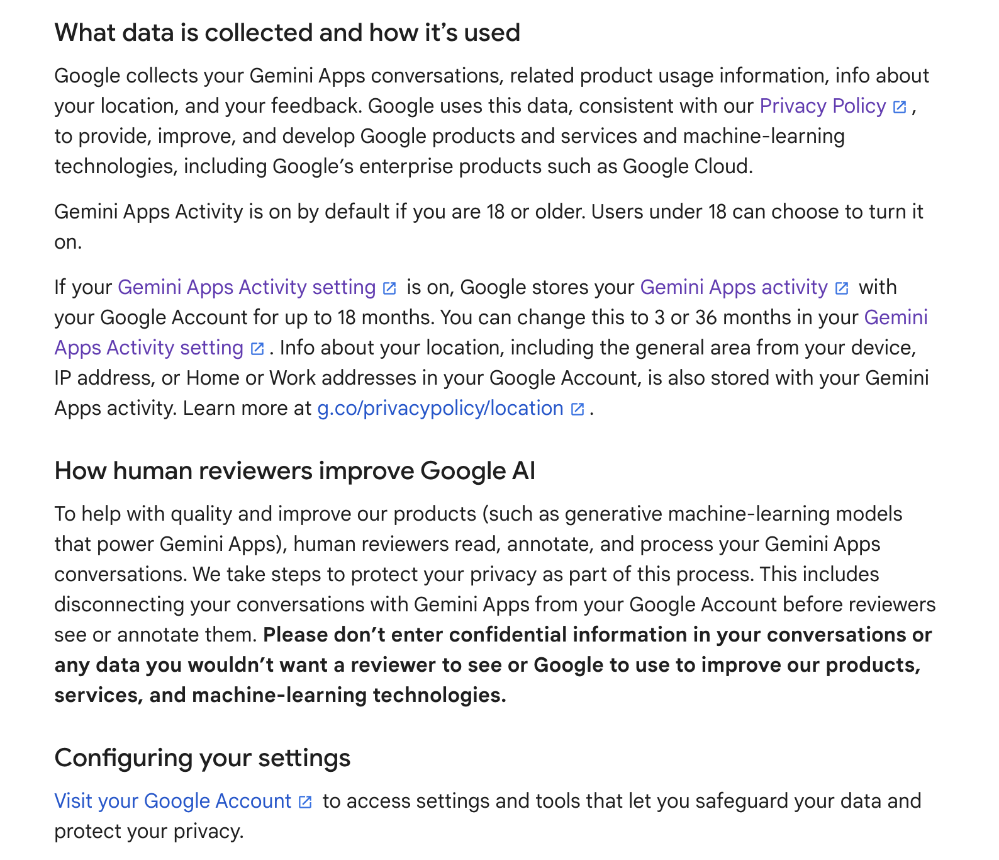 What data is collected and how it’s used
Google collects your Gemini Apps conversations, related product usage information, info about
your location, and your feedback. Google uses this data, consistent with our Privacy Policy ,
to provide, improve, and develop Google products and services and machine-learning
technologies, including Google’s enterprise products such as Google Cloud.
Gemini Apps Activity is on by default if you are 18 or older. Users under 18 can choose to turn it
on.
If your Gemini Apps Activity setting is on, Google stores your Gemini Apps activity with
your Google Account for up to 18 months. You can change this to 3 or 36 months in your Gemini
Apps Activity setting . Info about your location, including the general area from your device,
IP address, or Home or Work addresses in your Google Account, is also stored with your Gemini
Apps activity. Learn more at g.co/privacypolicy/location .
How human reviewers improve Google AI
To help with quality and improve our products (such as generative machine-learning models
that power Gemini Apps), human reviewers read, annotate, and process your Gemini Apps
conversations. We take steps to protect your privacy as part of this process. This includes
disconnecting your conversations with Gemini Apps from your Google Account before reviewers
see or annotate them. Please don’t enter confidential information in your conversations or
any data you wouldn’t want a reviewer to see or Google to use to improve our products,
services, and machine-learning technologies.
Configuring your settings
Visit your Google Account to access settings and tools that let you safeguard your data and
protect your privacy.